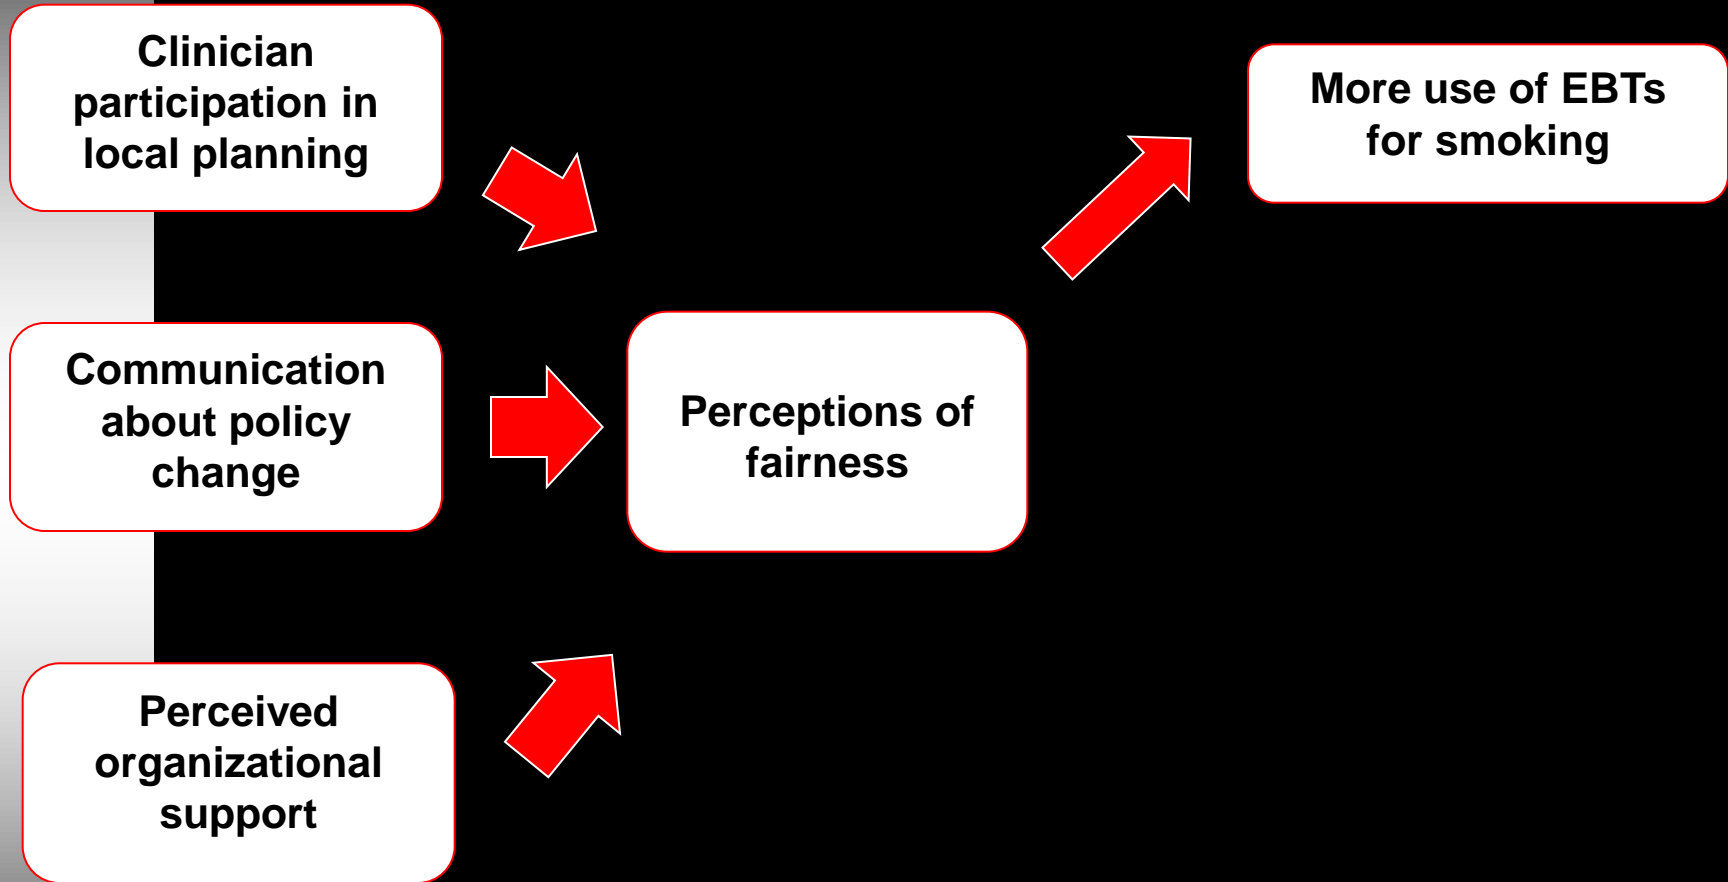 Clinician
participation in
local planning
More use of EBTs
for smoking
Communication
about policy
change
Perceptions of
fairness
Perceived
organizational
support